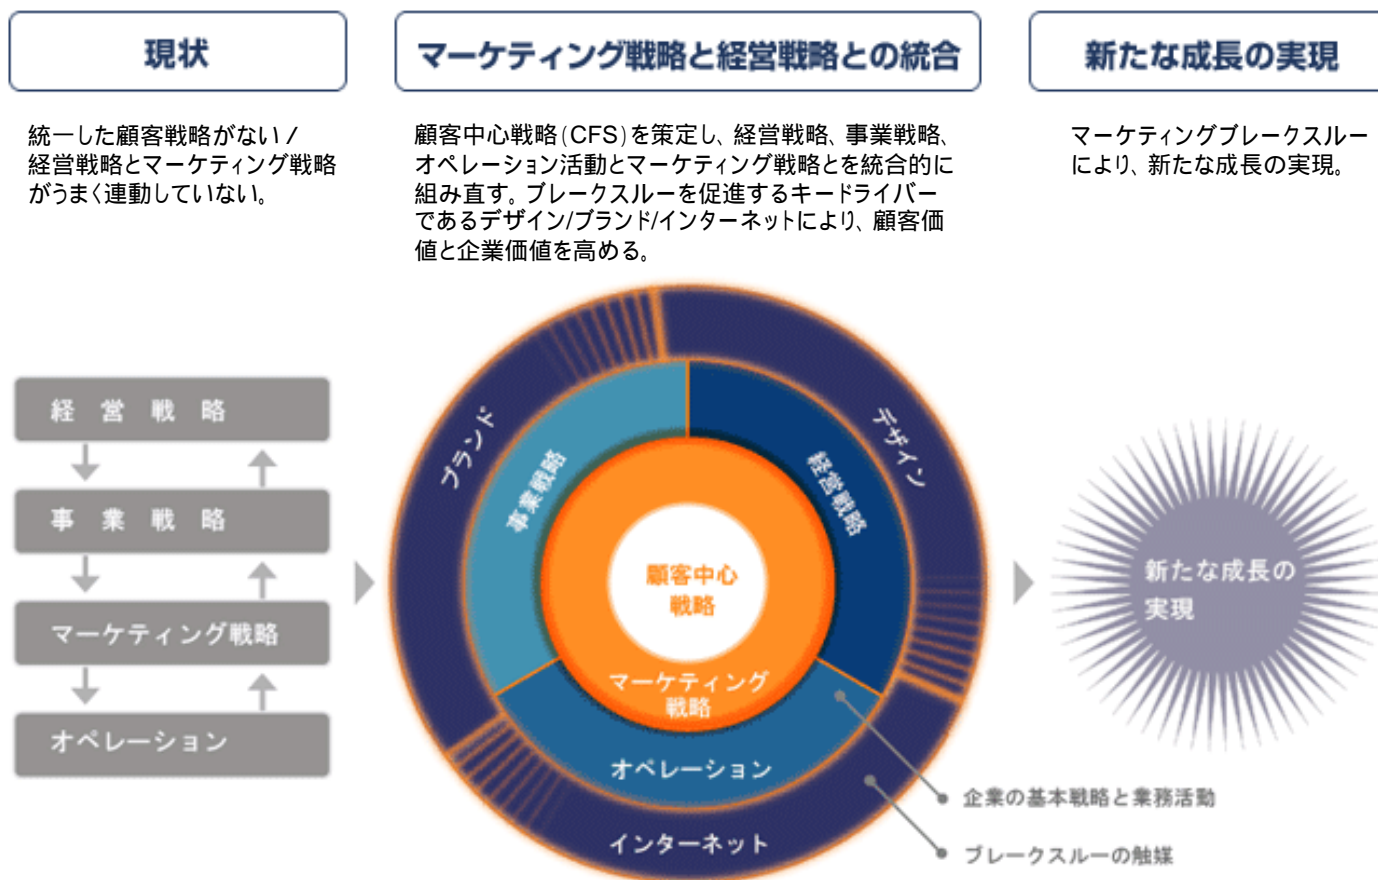 現状
マーケティング戦略と経営戦略との統合
新たな成長の実現
統一した顧客戦略がない /
経営戦略とマーケティング戦略
がうまく連動していない。
顧客中心戦略(CFS)を策定し、経営戦略、事業戦略、
オペレーション活動とマーケティング戦略とを統合的に
組み直す。ブレークスルーを促進するキードライバー
であるデザイン/ブランド/インターネットにより、顧客価
値と企業価値を高める。
マーケティングブレークスルー
により、新たな成長の実現。
経営戦略
事業戦略
マーケティング戦略
オペレーション
ブランド
デザイン
事業戦略
経営戦略
顧客中心
戦略
マーケティング
戦略
オペレーション
インターネット
企業の基本戦略と業務活動
ブレークスルーの触媒
新たな成長の
実現